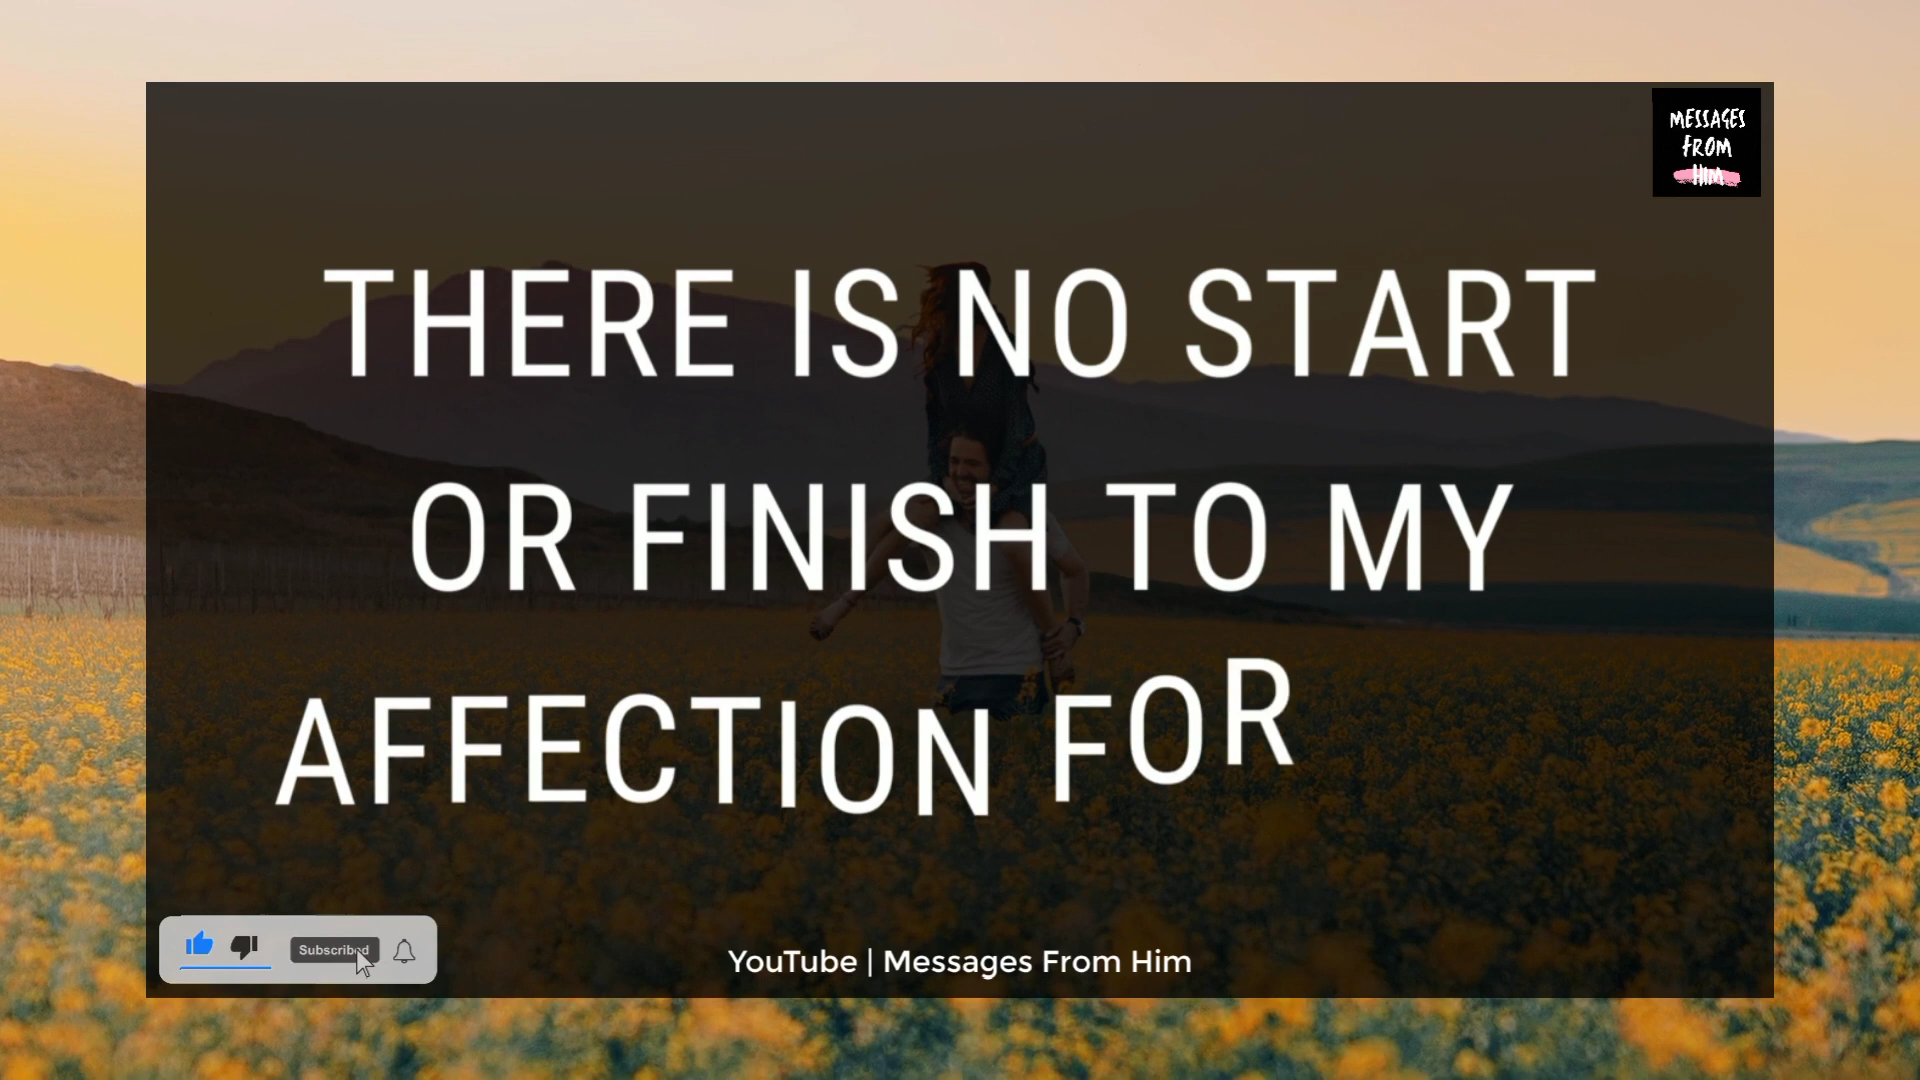 MESSAGES
FROM
HIM
THERE IS NO START
OR FINISH TO MY
AFFECTION FOR
Subscribed
YouTube | Messages From Him